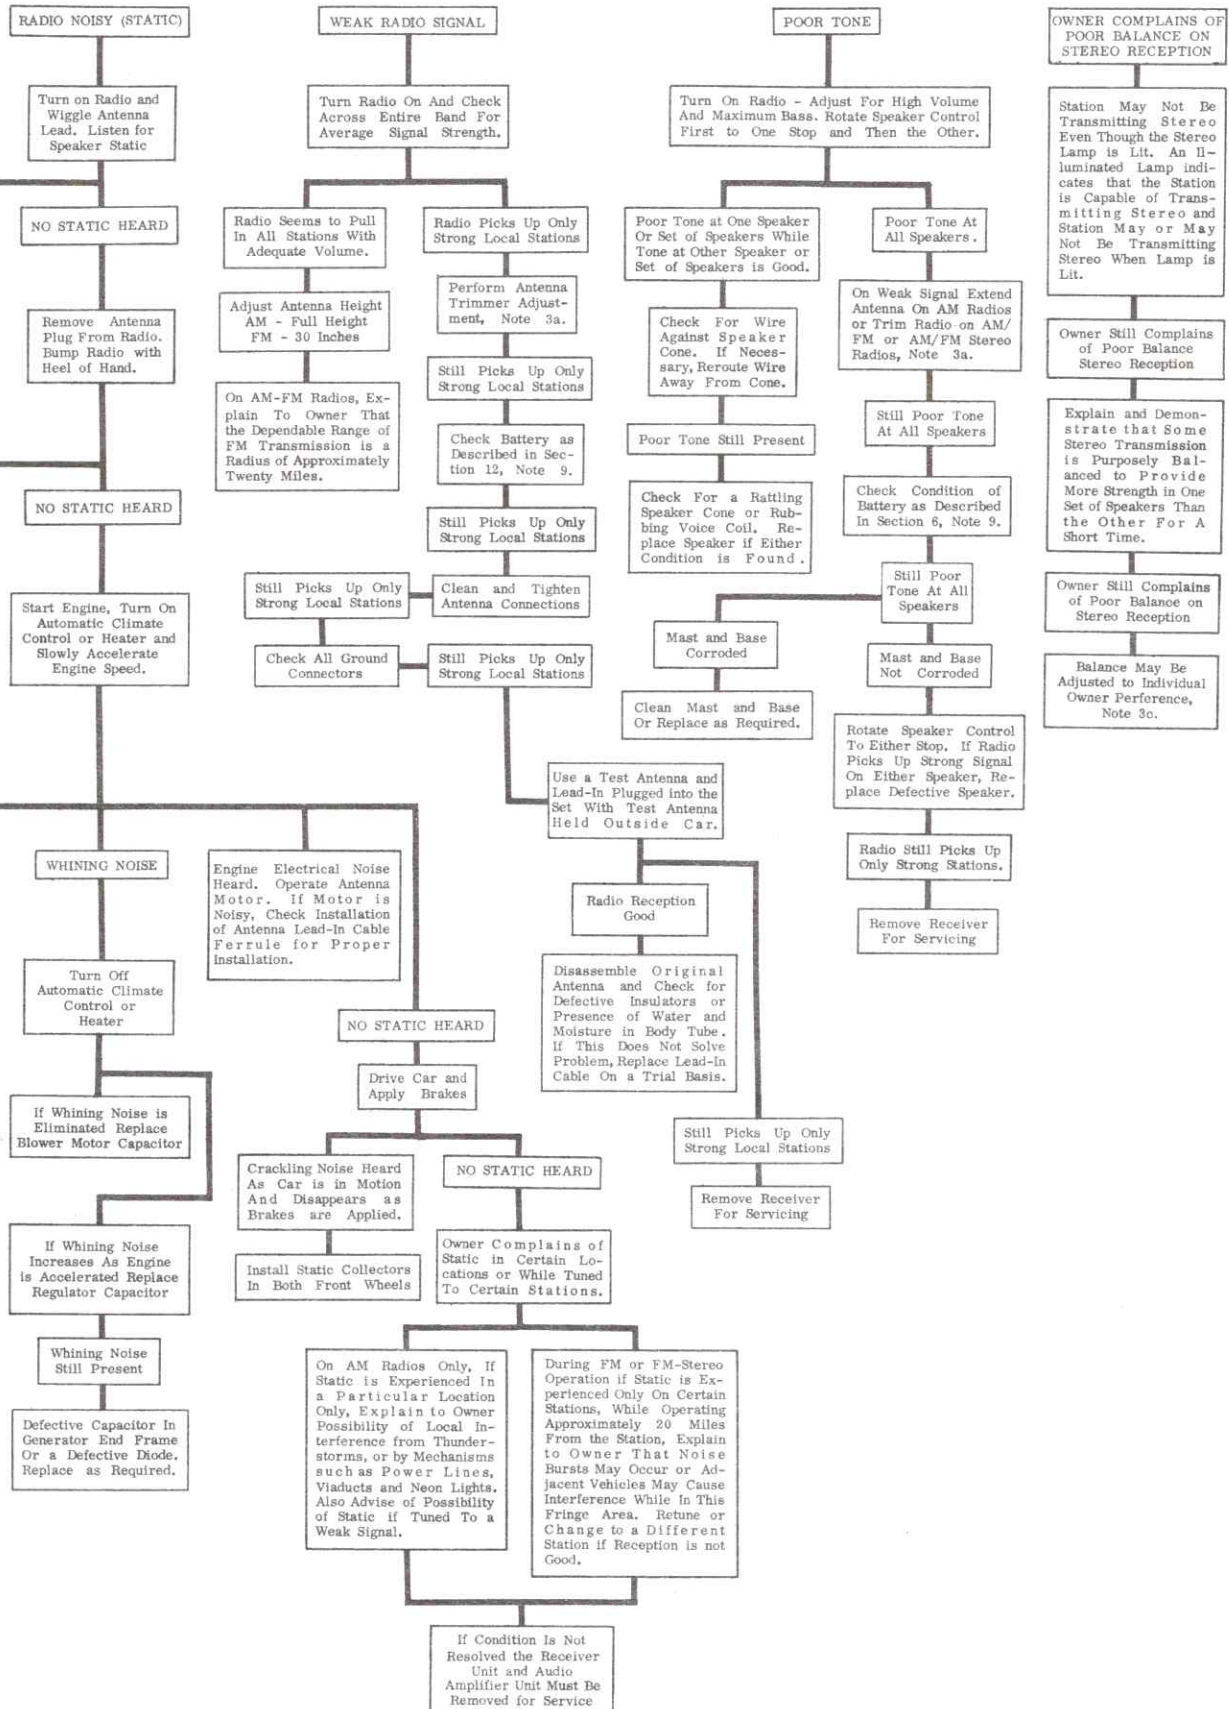 RADIO NOISY (STATIC)
Turn on Radio and
Wiggle Antenna
Lead. Listen for
Speaker Static
NO STATIC HEARD
Remove Antenna
Plug From Radio.
Bump Radio with
Heel of Hand.
NO STATIC HEARD
Start Engine, Turn On
Automatic Climate
Control or Heater and
Slowly Accelerate
Engine Speed.
WHINING NOISE
Turn Off
Automatic Climate
Control or
Heater
If Whining Noise is
Eliminated Replace
Blower Motor Capacitor
If Whining Noise
Increases As Engine
is Accelerated Replace
Regulator Capacitor
Whining Noise
Still Present
Defective Capacitor In
Generator End Frame
Or a Defective Diode.
Replace as Required.
Engine Electrical Noise
Heard. Operate Antenna
Motor. If Motor is
Noisy, Check Installation
of Antenna Lead-In Cable
Ferrule for Proper
Installation.
NO STATIC HEARD
Drive Car and
Apply Brakes
Crackling Noise Heard
As Car is in Motion
And Disappears as
Brakes are Applied.
Install Static Collectors
In Both Front Wheels
NO STATIC HEARD
Owner Complains of
Static in Certain Lo-
cations or While Tuned
To Certain Stations.
On AM Radios Only, If
Static is Experienced In
a Particular Location
Only, Explain to Owner
Possibility of Local In-
terference from Thunder-
storms, or by Mechanisms
such as Power Lines,
Viaducts and Neon Lights.
Also Advise of Possibility
of Static if Tuned To a
Weak Signal.
During FM or FM-Stereo
Operation if Static is Ex-
perienced Only On Certain
Stations, While Operating
Approximately 20 Miles
From the Station, Explain
to Owner That Noise
Bursts May Occur or Ad-
jacent Vehicles May Cause
Interference While In This
Fringe Area. Retune or
Change to a Different
Station if Reception is not
Good.
If Condition Is Not
Resolved the Receiver
Unit and Audio
Amplifier Unit Must Be
Removed for Service
WEAK RADIO SIGNAL
Turn Radio On And Check
Across Entire Band For
Average Signal Strength.
Radio Seems to Pull
In All Stations With
Adequate Volume.
Adjust Antenna Height
AM - Full Height
FM - 30 Inches
On AM-FM Radios, Ex-
plain To Owner That
the Dependable Range of
FM Transmission is a
Radius of Approximately
Twenty Miles.
Radio Picks Up Only
Strong Local Stations
Perform Antenna
Trimmer Adjust-
ment, Note 3a.
Still Picks Up Only
Strong Local Stations
Check Battery as
Described in Sec-
tion 12, Note 9.
Still Picks Up Only
Strong Local Stations
Clean and Tighten
Antenna Connections
Still Picks Up Only
Strong Local Stations
Check All Ground
Connectors
Still Picks Up Only
Strong Local Stations
Use a Test Antenna and
Lead-In Plugged into the
Set With Test Antenna
Held Outside Car.
Radio Reception
Good
Disassemble Original
Antenna and Check for
Defective Insulators or
Presence of Water and
Moisture in Body Tube.
If This Does Not Solve
Problem, Replace Lead-In
Cable On a Trial Basis.
Still Picks Up Only
Strong Local Stations
Remove Receiver
For Servicing
POOR TONE
Turn On Radio - Adjust For High Volume
And Maximum Bass. Rotate Speaker Control
First to One Stop and Then the Other.
Poor Tone at One Speaker
Or Set of Speakers While
Tone at Other Speaker or
Set of Speakers is Good.
Check For Wire
Against Speaker
Cone. If Neces-
sary, Reroute Wire
Away From Cone.
Poor Tone Still Present
Check For a Rattling
Speaker Cone or Rub-
bing Voice Coil. Re-
place Speaker if Either
Condition is Found.
Poor Tone At
All Speakers.
On Weak Signal Extend
Antenna On AM Radios
or Trim Radio on AM/
FM or AM/FM Stereo
Radios, Note 3a.
Still Poor Tone
At All Speakers
Check Condition of
Battery as Described
In Section 6, Note 9.
Still Poor
Tone At All
Speakers
Mast and Base
Corroded
Clean Mast and Base
Or Replace as Required.
Mast and Base
Not Corroded
Rotate Speaker Control
To Either Stop. If Radio
Picks Up Strong Signal
On Either Speaker, Re-
place Defective Speaker.
Radio Still Picks Up
Only Strong Stations.
Remove Receiver
For Servicing
OWNER COMPLAINS OF
POOR BALANCE ON
STEREO RECEPTION
Station May Not Be
Transmitting Stereo
Even Though the Stereo
Lamp is Lit. An Il-
luminated Lamp indi-
cates that the Station
is Capable of Trans-
mitting Stereo and
Station May or May
Not Be Transmitting
Stereo When Lamp is
Lit.
Owner Still Complains
of Poor Balance
Stereo Reception
Explain and Demon-
strate that Some
Stereo Transmission
is Purposely Bal-
anced to Provide
More Strength in One
Set of Speakers Than
the Other For A
Short Time.
Owner Still Complains
of Poor Balance on
Stereo Reception
Balance May Be
Adjusted to Individual
Owner Perference,
Note 3c.